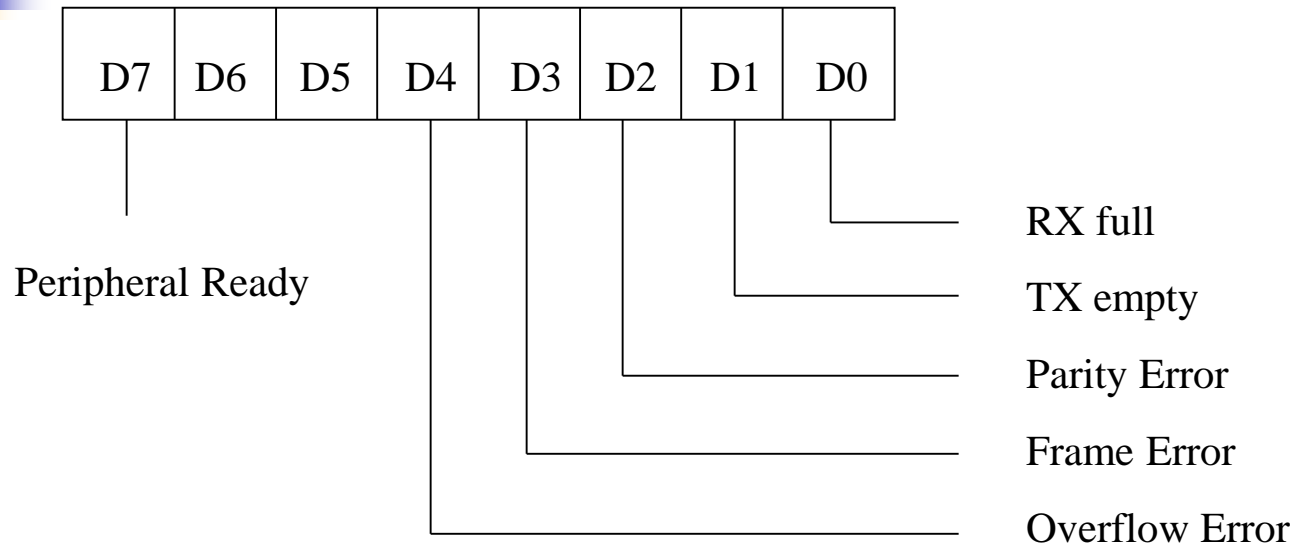 D7 D6 D5 D4 D3 D2 D1 D0
RX full
Peripheral Ready
TX empty
Parity Error
Frame Error
Overflow Error